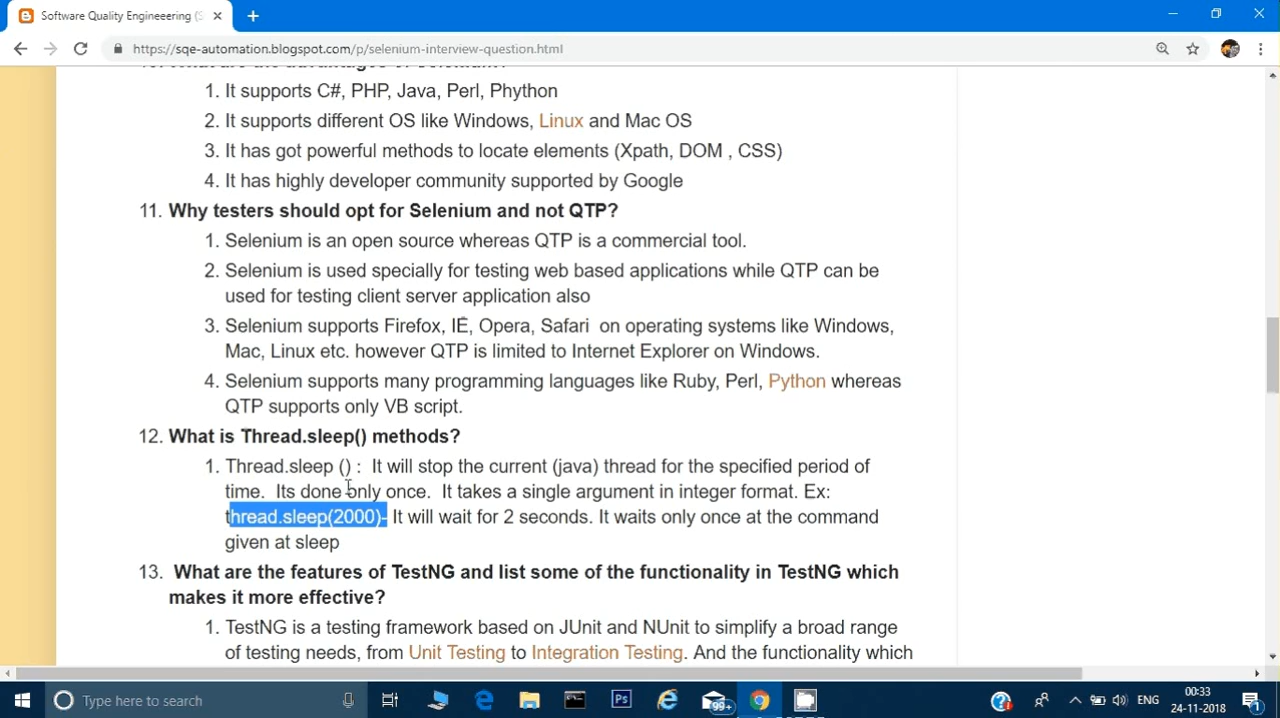 Software Quality Engineeering (S
https://sqe-automation.blogspot.com/p/selenium-interview-question.html
1. It supports C#, PHP, Java, Perl, Phython
2. It supports different OS like Windows, Linux and Mac OS
3. It has got powerful methods to locate elements (Xpath, DOM , CSS)
4. It has highly developer community supported by Google
11. Why testers should opt for Selenium and not QTP?
1. Selenium is an open source whereas QTP is a commercial tool.
2. Selenium is used specially for testing web based applications while QTP can be
used for testing client server application also
3. Selenium supports Firefox, IE, Opera, Safari on operating systems like Windows,
Mac, Linux etc. however QTP is limited to Internet Explorer on Windows.
4. Selenium supports many programming languages like Ruby, Perl, Python whereas
QTP supports only VB script.
12. What is Thread.sleep() methods?
1. Thread.sleep () : It will stop the current (java) thread for the specified period of
time. Its done only once. It takes a single argument in integer format. Ex:
thread.sleep(2000)- It will wait for 2 seconds. It waits only once at the command
given at sleep
13. What are the features of TestNG and list some of the functionality in TestNG which
makes it more effective?
1. TestNG is a testing framework based on JUnit and NUnit to simplify a broad range
of testing needs, from Unit Testing to Integration Testing. And the functionality which
Type here to search
Ps
99+
ENG
00:33
24-11-2018
1